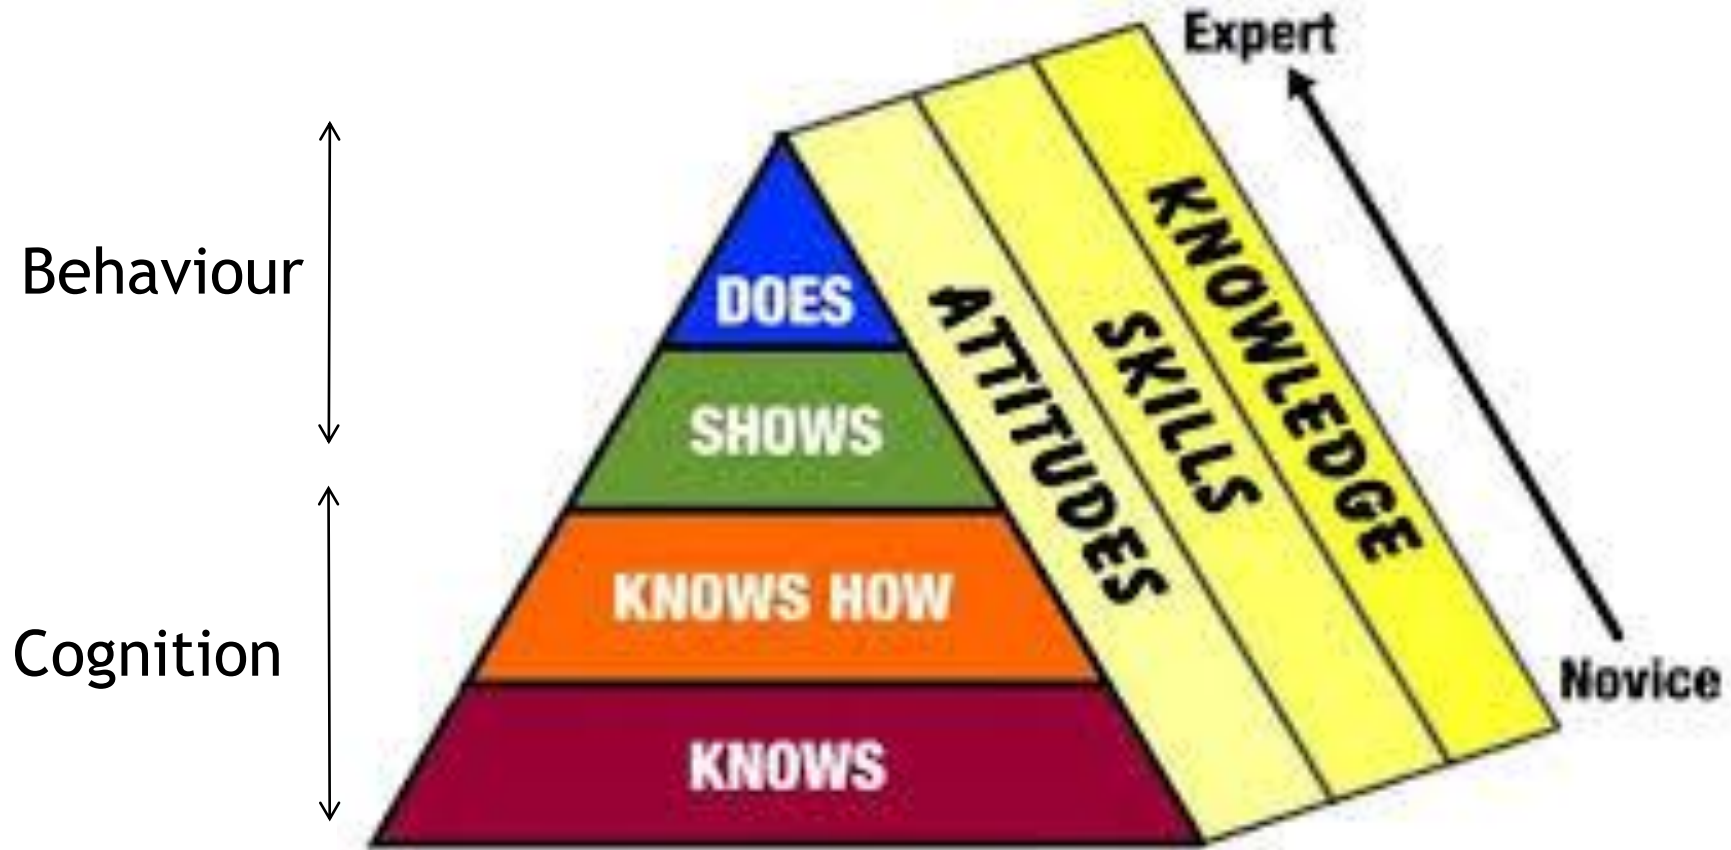 Expert
Behaviour
DOES
SHOWS
Cognition
KNOWS HOW
KNOWS
ATTITUDES
SKILLS
KNOWLEDGE
Novice